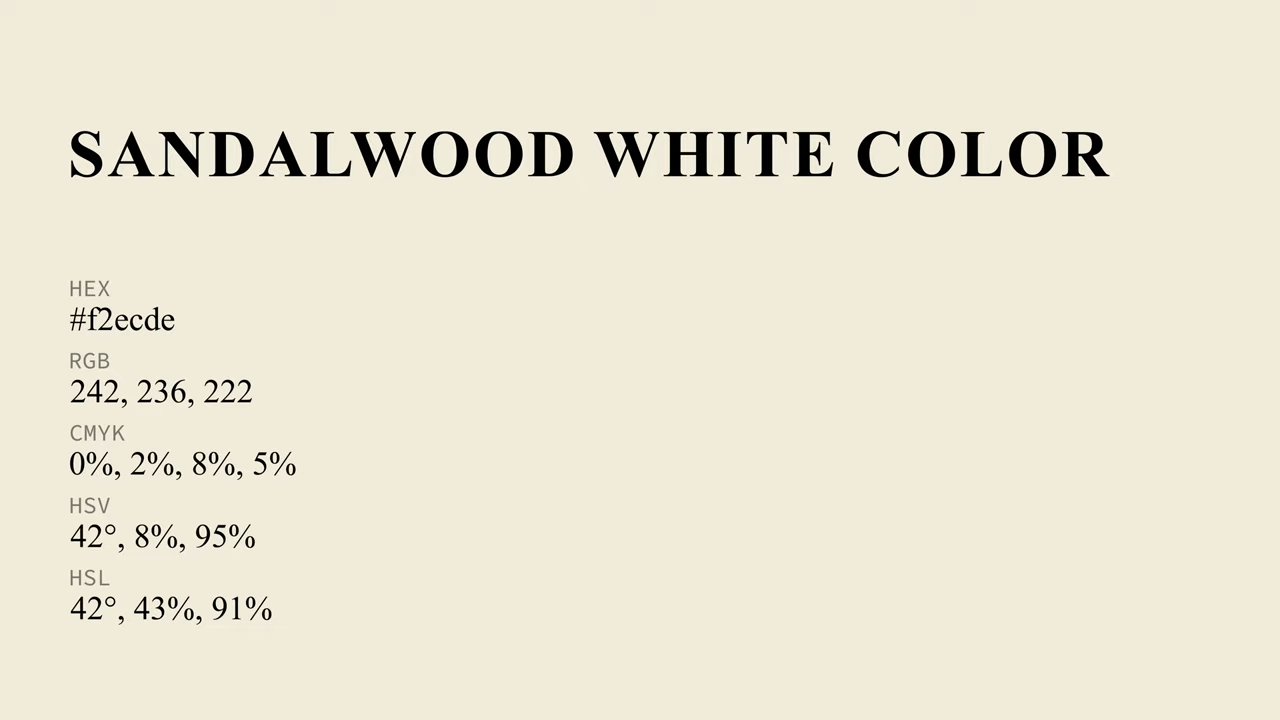 SANDALWOOD WHITE COLOR
HEX
#f2ecde
RGB
242, 236, 222
CMYK
0%, 2%, 8%, 5%
HSV
42°, 8%, 95%
HSL
42°, 43%, 91%